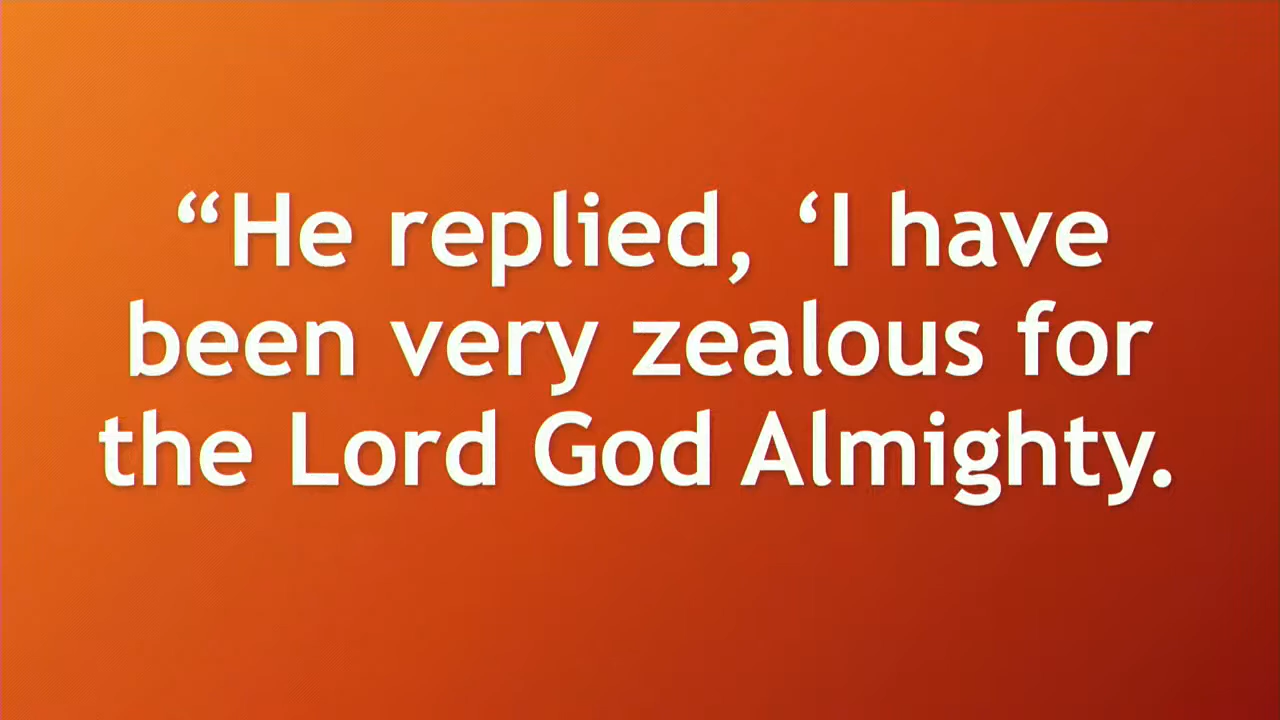 “He replied, ‘I have
been very zealous for
the Lord God Almighty.